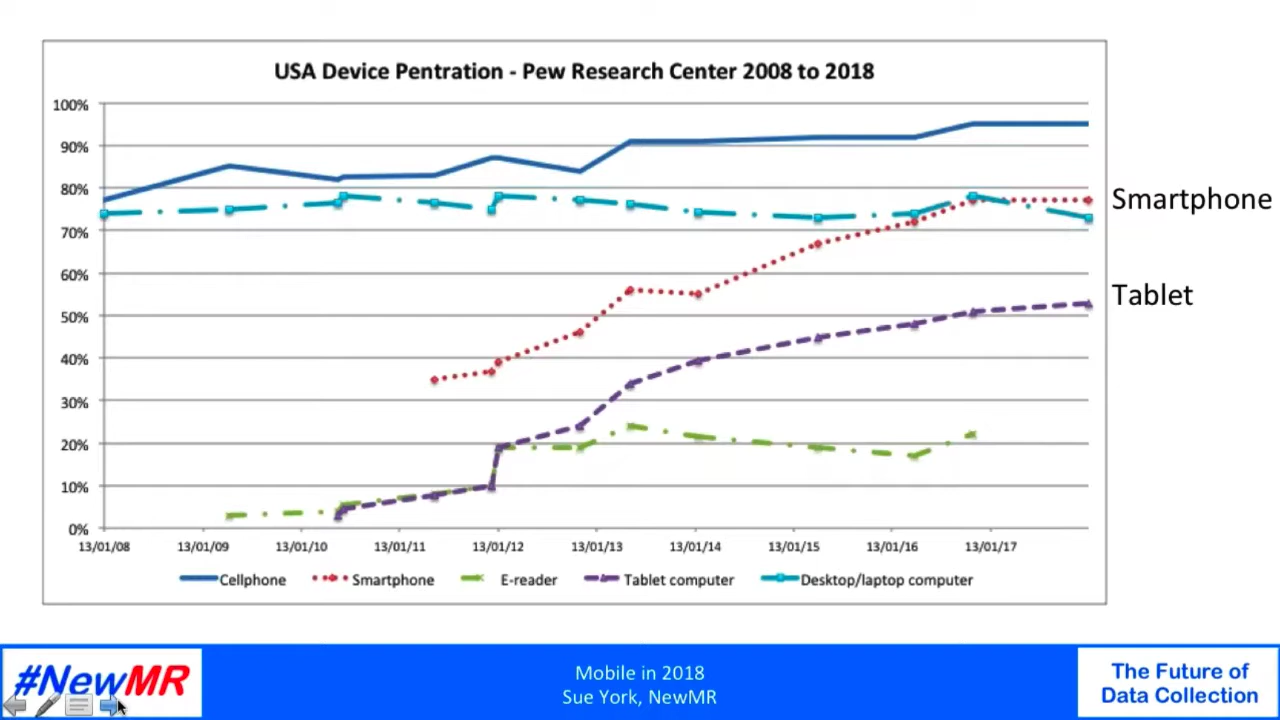 USA Device Pentration - Pew Research Center 2008 to 2018
100%
90%
80%
70%
60%
50%
40%
30%
20%
10%
0%
13/01/08 13/01/09 13/01/10 13/01/11 13/01/12 13/01/13 13/01/14 13/01/15 13/01/16 13/01/17
Cellphone Smartphone E-reader Tablet computer Desktop/laptop computer
Smartphone
Tablet
#NewMR
Mobile in 2018
Sue York, NewMR
The Future of
Data Collection